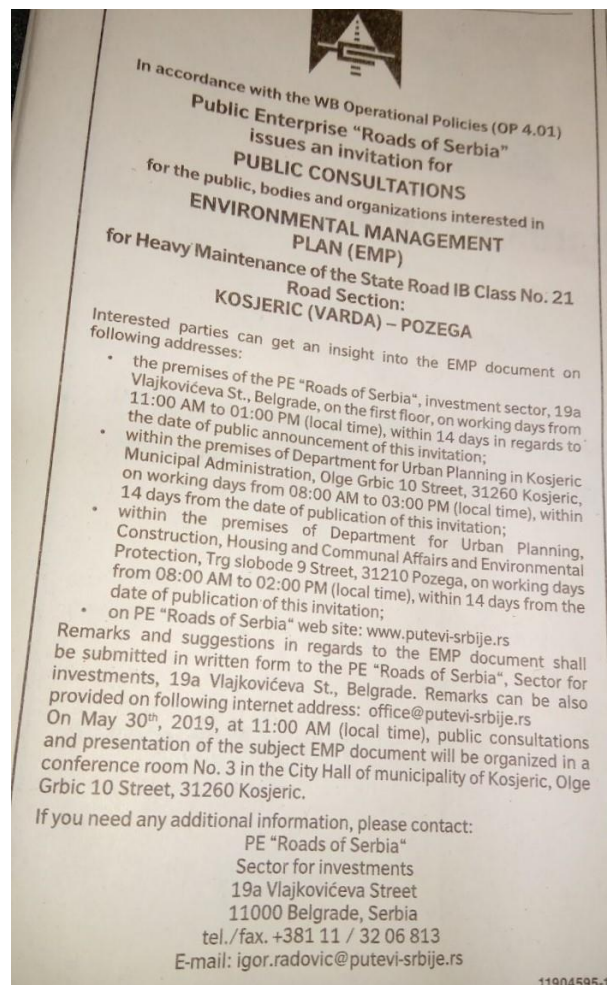 In accordance with the WB Operational Policies (OP 4.01)
Public Enterprise “Roads of Serbia”
issues an invitation for
PUBLIC CONSULTATIONS
for the public, bodies and organizations interested in
ENVIRONMENTAL MANAGEMENT
PLAN (EMP)
for Heavy Maintenance of the State Road IB Class No. 21
Road Section:
KOSJERIC (VARDA) – POZEGA
Interested parties can get an insight into the EMP document on
following addresses:
• the premises of the PE “Roads of Serbia“, investment sector, 19a
Vlajkovićeva St., Belgrade, on the first floor, on working days from
11:00 AM to 01:00 PM (local time), within 14 days in regards to
the date of public announcement of this invitation;
• within the premises of Department for Urban Planning in Kosjeric
Municipal Administration, Olge Grbic 10 Street, 31260 Kosjeric,
on working days from 08:00 AM to 03:00 PM (local time), within
14 days from the date of publication of this invitation;
• within the premises of Department for Urban Planning,
Construction, Housing and Communal Affairs and Environmental
Protection, Trg slobode 9 Street, 31210 Pozega, on working days
from 08:00 AM to 02:00 PM (local time), within 14 days from the
date of publication of this invitation;
• on PE “Roads of Serbia“ web site: www.putevi-srbije.rs
Remarks and suggestions in regards to the EMP document shall
be submitted in written form to the PE “Roads of Serbia“, Sector for
investments, 19a Vlajkovićeva St., Belgrade. Remarks can be also
provided on following internet address: office@putevi-srbije.rs
On May 30th, 2019, at 11:00 AM (local time), public consultations
and presentation of the subject EMP document will be organized in a
conference room No. 3 in the City Hall of municipality of Kosjeric, Olge
Grbic 10 Street, 31260 Kosjeric.
If you need any additional information, please contact:
PE “Roads of Serbia“
Sector for investments
19a Vlajkovićeva Street
11000 Belgrade, Serbia
tel./fax. +381 11 / 32 06 813
E-mail: igor.radovic@putevi-srbije.rs